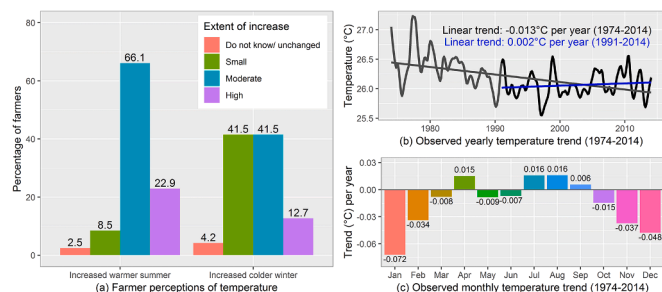 Extent of increase
Do not know/ unchanged
Small
Moderate
High
Percentage of farmers
80
60
40
20
0
2.5
8.5
66.1
22.9
4.2
41.5
41.5
12.7
Increased warmer summer
Increased colder winter
(a) Farmer perceptions of temperature
Linear trend: -0.013°C per year (1974-2014)
Linear trend: 0.002°C per year (1991-2014)
Temperature (°C)
27.0
26.5
26.0
25.5
1980
1990
2000
2010
(b) Observed yearly temperature trend (1974-2014)
Trend (°C) per year
0.03
0.00
-0.03
-0.06
-0.072
-0.034
-0.008
0.015
-0.009
-0.007
0.016
0.016
0.006
-0.015
-0.037
-0.048
Jan Feb Mar Apr May Jun Jul Aug Sep Oct Nov Dec
(c) Observed monthly temperature trend (1974-2014)